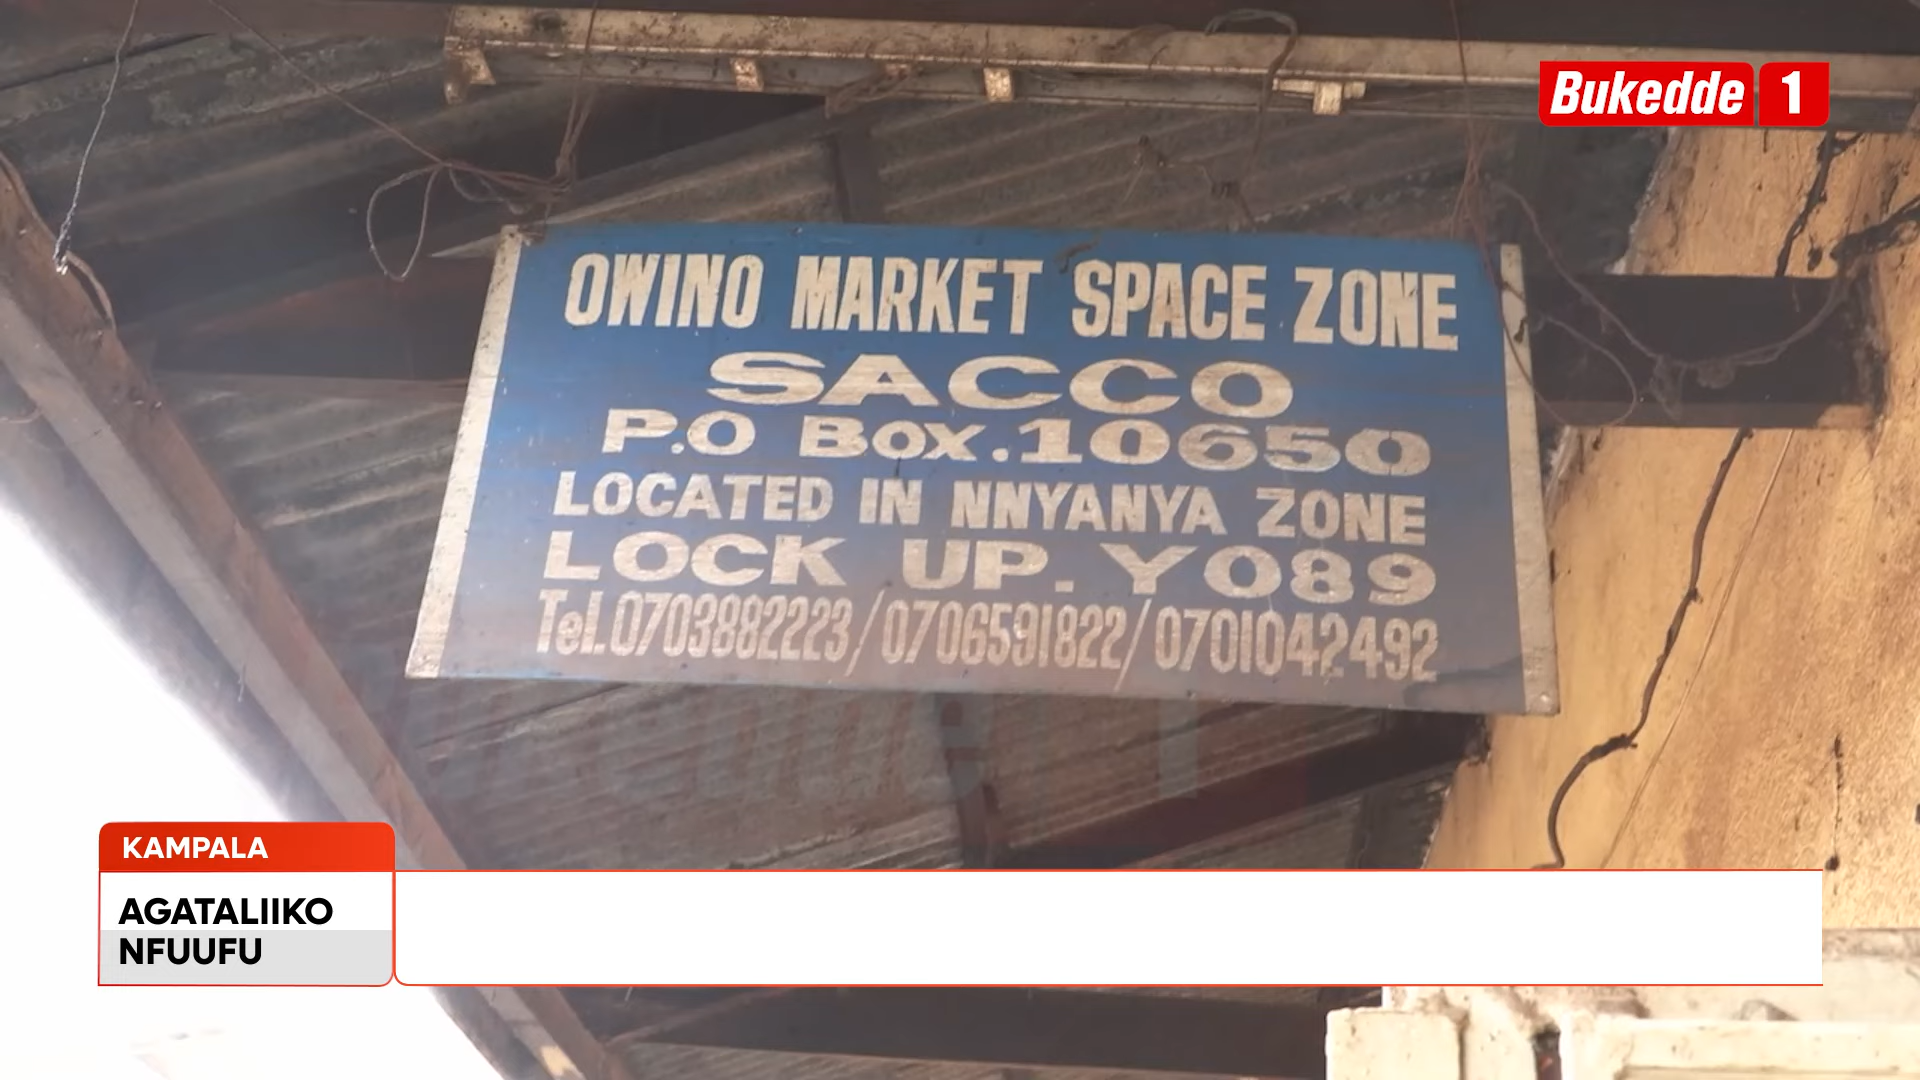 Bukedde 1
OWINO MARKET SPACE ZONE
SACCO
P.O BOX.10650
LOCATED IN NNYANYA ZONE
LOCK UP. Y089
Tel.0703882223/0706591822/0701042492
KAMPALA
AGATALIIKO
NFUUFU